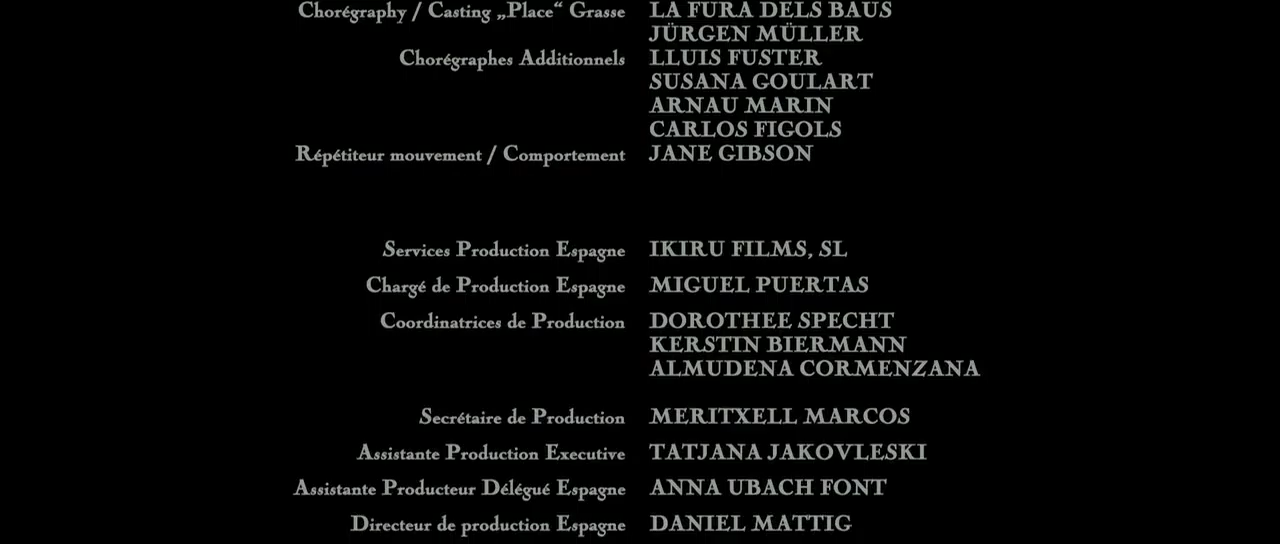 Chorégraphy / Casting „Place“ Grasse LA FURA DELS BAUS
JÜRGEN MÜLLER
Chorégraphes Additionnels LLUIS FUSTER
SUSANA GOULART
ARNAU MARIN
CARLOS FIGOLS
Répétiteur mouvement / Comportement JANE GIBSON
Services Production Espagne IKIRU FILMS, SL
Chargé de Production Espagne MIGUEL PUERTAS
Coordinatrices de Production DOROTHEE SPECHT
KERSTIN BIERMANN
ALMUDENA CORMENZANA
Secrétaire de Production MERITXELL MARCOS
Assistante Production Executive TATJANA JAKOVLESKI
Assistante Producteur Délégué Espagne ANNA UBACH FONT
Directeur de production Espagne DANIEL MATTIG